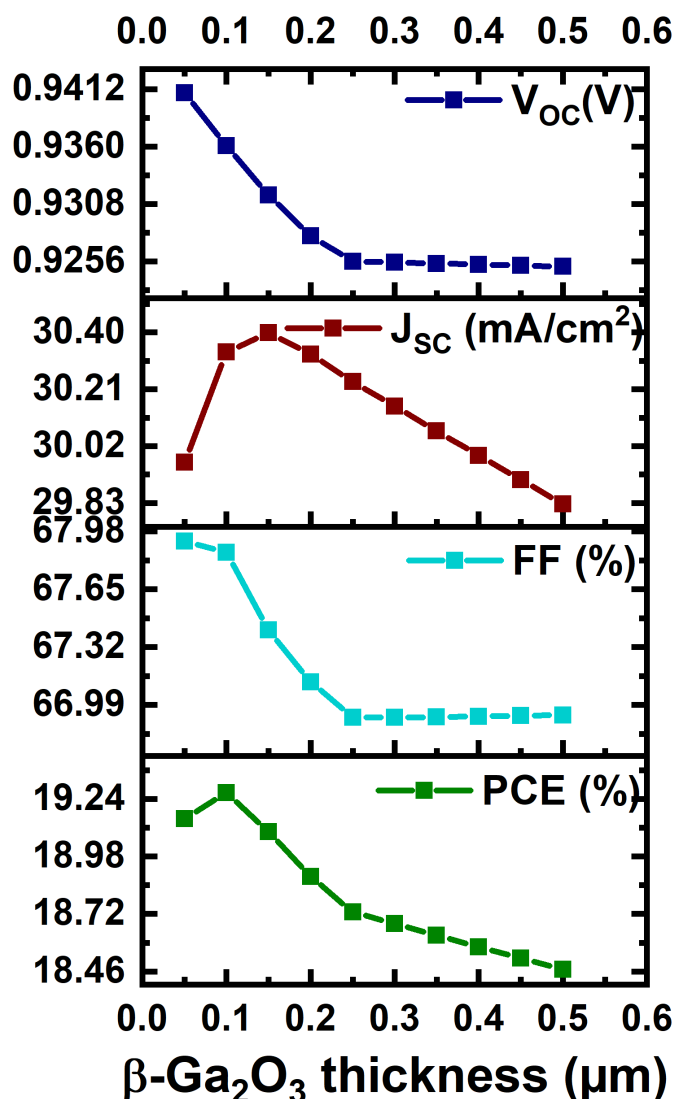 0.0 0.1 0.2 0.3 0.4 0.5 0.6
0.9412
V_OC(V)
0.9360
0.9308
0.9256
30.40
J_SC (mA/cm²)
30.21
30.02
29.83
67.98
FF (%)
67.65
67.32
66.99
19.24
PCE (%)
18.98
18.72
18.46
0.0 0.1 0.2 0.3 0.4 0.5 0.6
β-Ga₂O₃ thickness (μm)